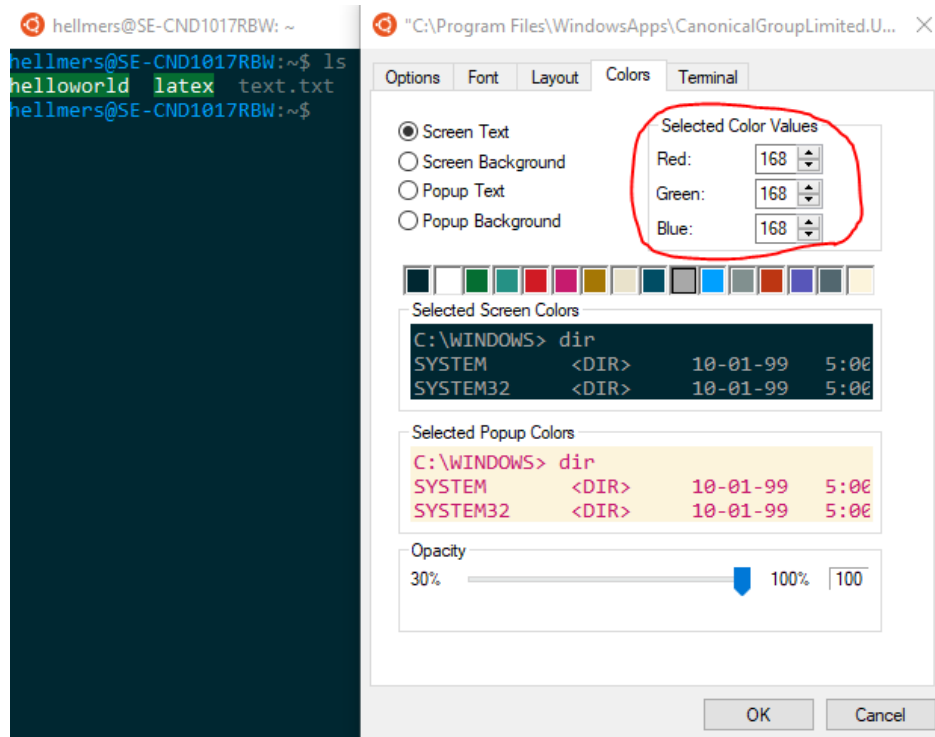 hellmers@SE-CND1017RBW: ~
hellmers@SE-CND1017RBW:~$ ls
helloworld latex text.txt
hellmers@SE-CND1017RBW:~$
"C:\Program Files\WindowsApps\CanonicalGroupLimited.U...
Options Font Layout Colors Terminal
Screen Text
Screen Background
Popup Text
Popup Background
Selected Color Values
Red: 168
Green: 168
Blue: 168
Selected Screen Colors
C:\WINDOWS> dir
SYSTEM <DIR> 10-01-99 5:00
SYSTEM32 <DIR> 10-01-99 5:00
Selected Popup Colors
C:\WINDOWS> dir
SYSTEM <DIR> 10-01-99 5:00
SYSTEM32 <DIR> 10-01-99 5:00
Opacity
30% 100% 100
OK Cancel